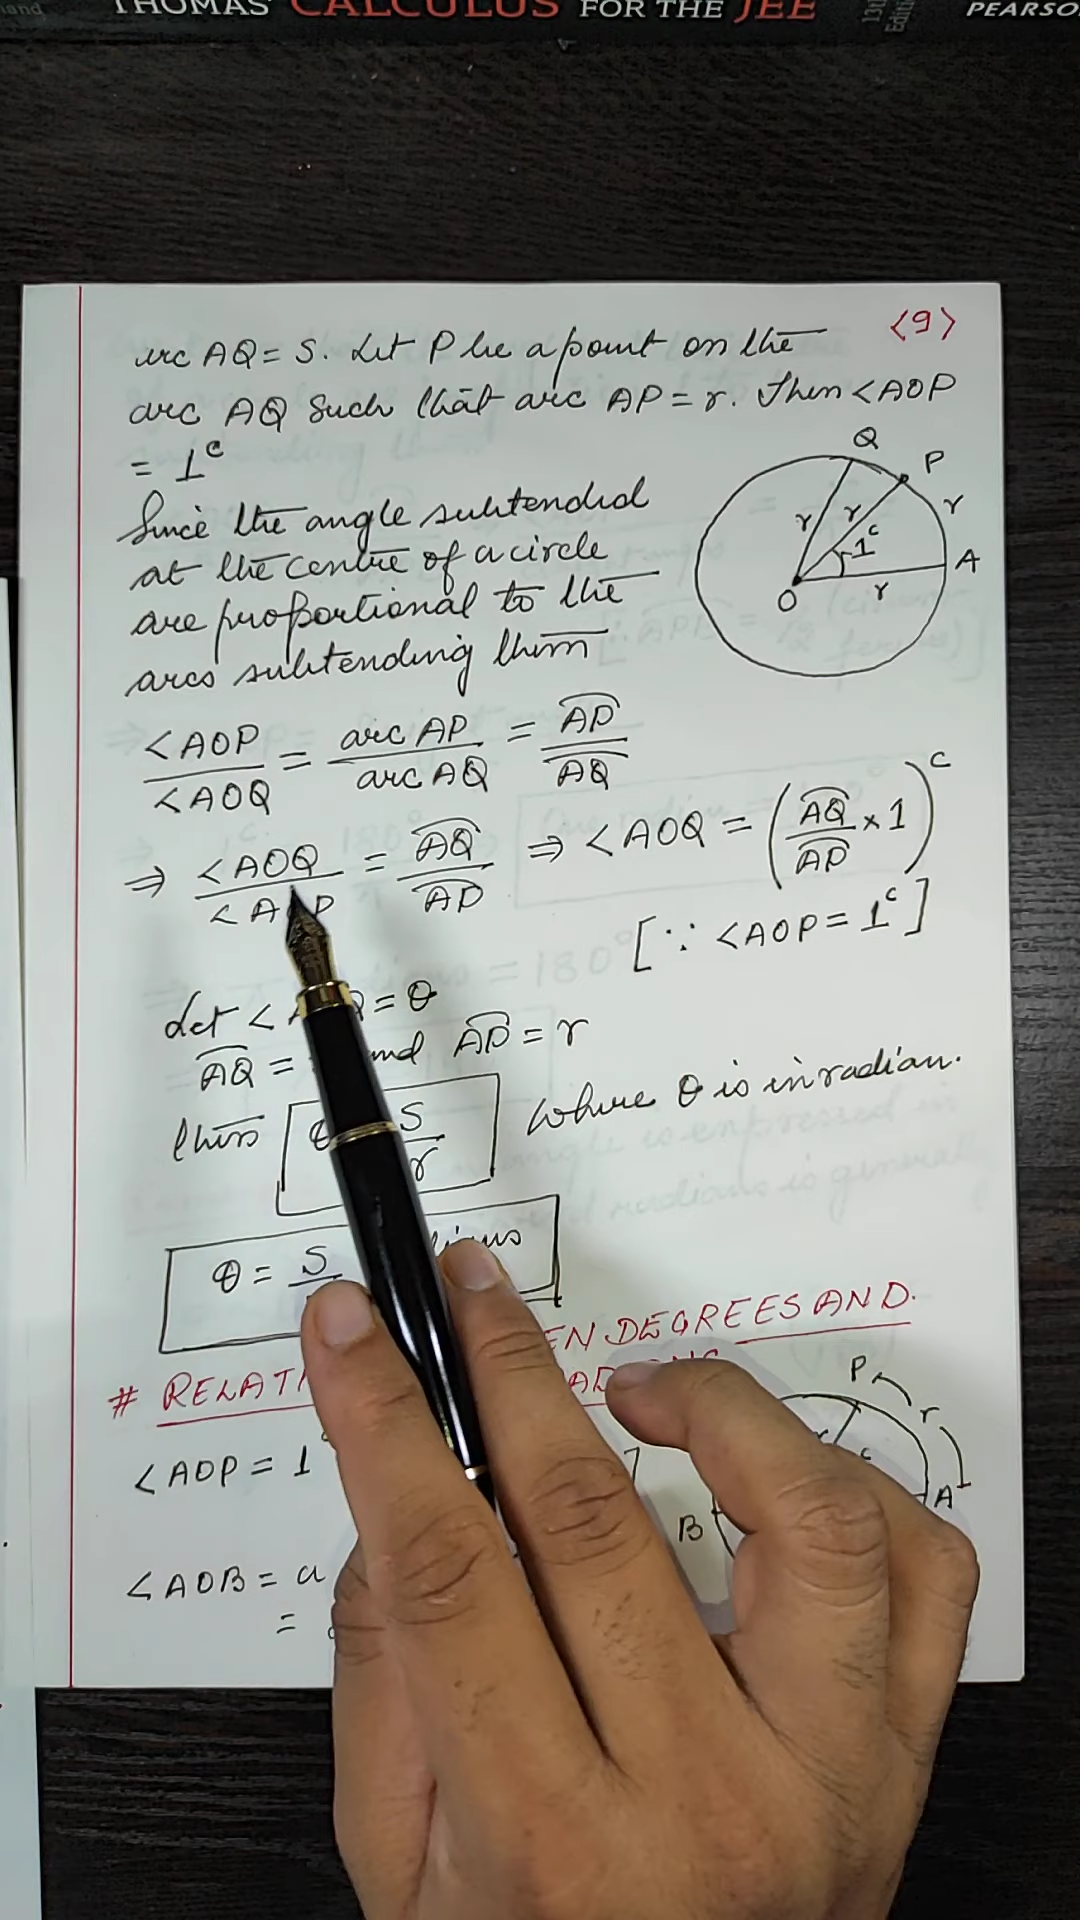 THOMAS' CALCULUS FOR THE JEE
PEARSO
<9>
arc AQ = S. Let P be a point on the
arc AQ such that arc AP = r. Then <AOP
= 1ᶜ
Since the angle subtended
at the centre of a circle
are proportional to the
arcs subtending them
Q
P
r
r
r
1ᶜ
A
r
O
<AOP / <AOQ = arc AP / arc AQ = AP / AQ
⇒ <AOQ / <AOP = AQ / AP ⇒ <AOQ = (AQ / AP × 1)ᶜ
[∵ <AOP = 1ᶜ]
Let < Q = θ
AQ = and AP = r
then S / r where θ is in radian.
θ = S
# RELATI EN DEGREES AND
<AOP = 1
<AOB = a
=
P
r
A
B